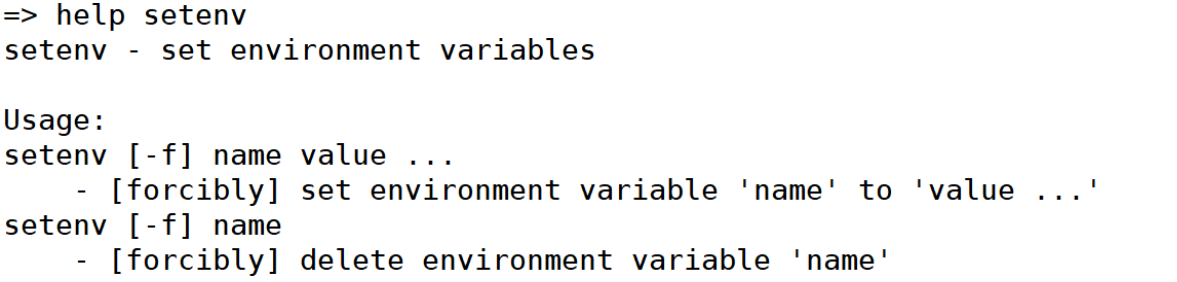 => help setenv
setenv - set environment variables

Usage:
setenv [-f] name value ...
    - [forcibly] set environment variable 'name' to 'value ...'
setenv [-f] name
    - [forcibly] delete environment variable 'name'